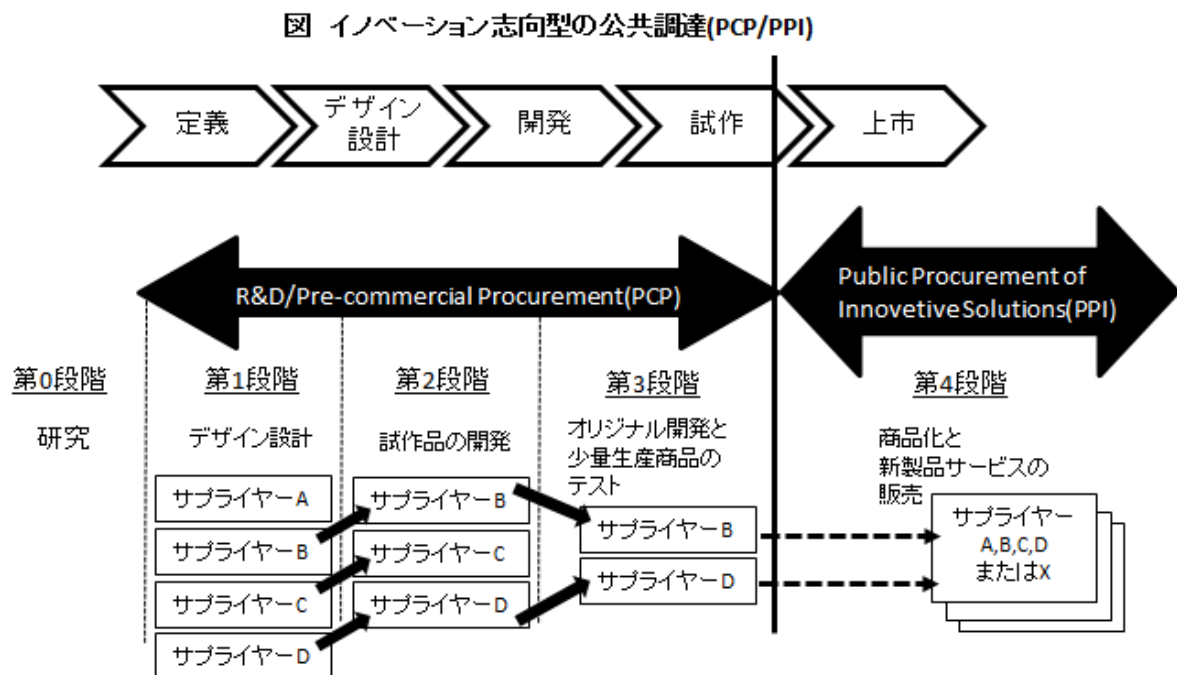 図 イノベーション志向型の公共調達(PCP/PPI)
定義
デザイン
設計
開発
試作
上市
R&D/Pre-commercial Procurement(PCP)
Public Procurement of
Innovetive Solutions(PPI)
第0段階
研究
第1段階
デザイン設計
サプライヤーA
サプライヤーB
サプライヤーC
サプライヤーD
第2段階
試作品の開発
サプライヤーB
サプライヤーC
サプライヤーD
第3段階
オリジナル開発と
少量生産商品の
テスト
サプライヤーB
サプライヤーD
第4段階
商品化と
新製品サービスの
販売
サプライヤー
A,B,C,D
またはX